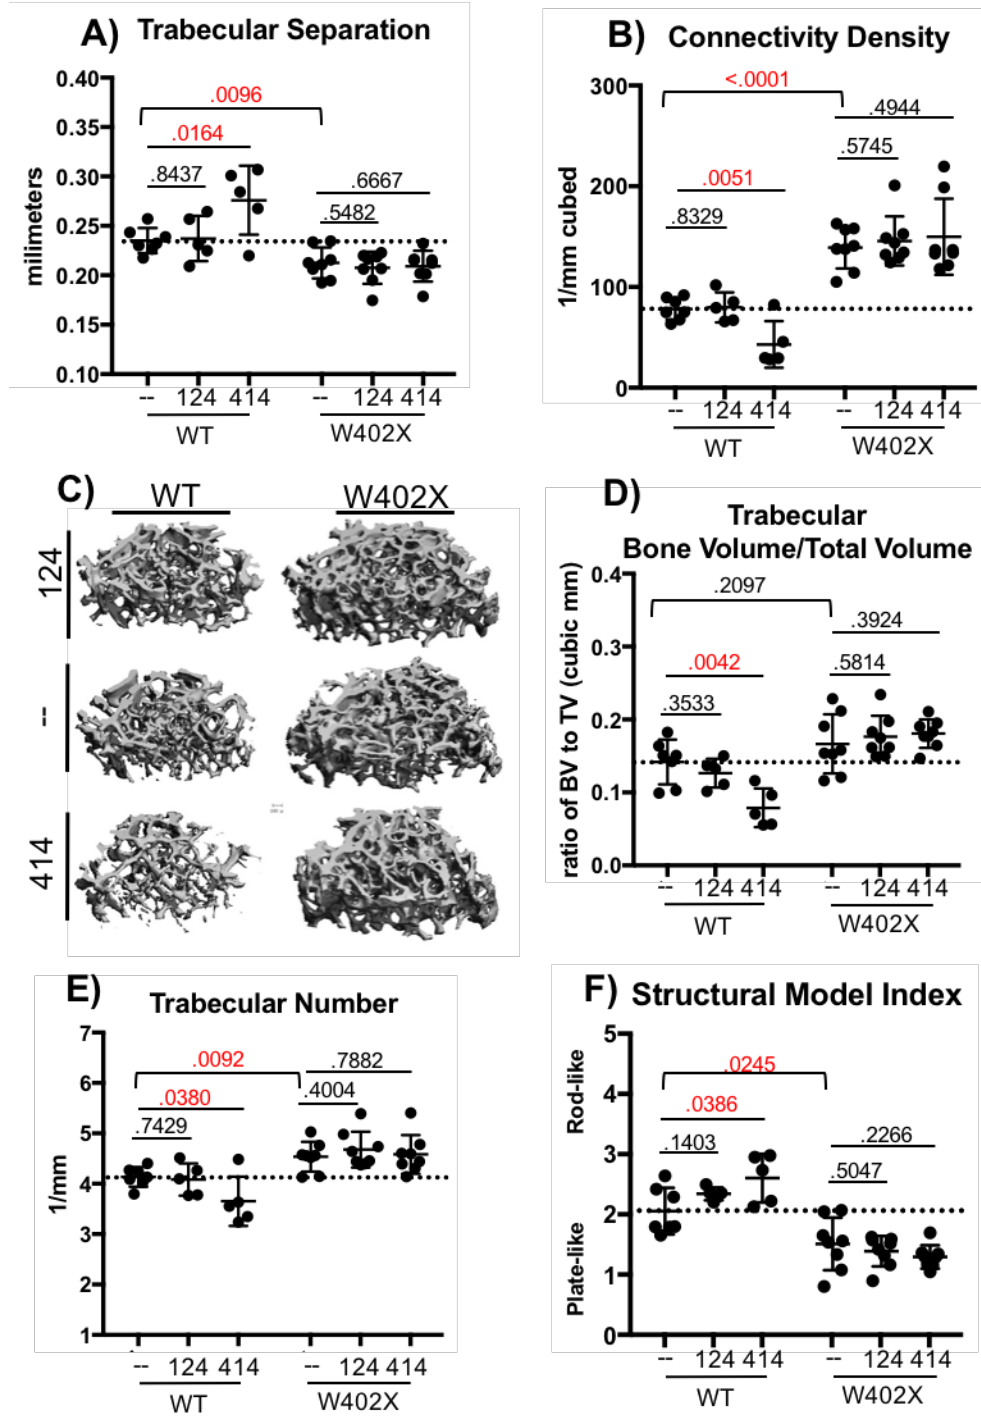 A) Trabecular Separation
0.40
0.35
0.30
0.25
0.20
0.15
0.10
milimeters
.0096
.0164
.8437
.6667
.5482
-- 124 414 -- 124 414
WT W402X
B) Connectivity Density
300
200
100
0
1/mm cubed
<.0001
.4944
.5745
.0051
.8329
-- 124 414 -- 124 414
WT W402X
C) WT W402X
124
--
414
D) Trabecular
Bone Volume/Total Volume
0.4
0.3
0.2
0.1
0.0
ratio of BV to TV (cubic mm)
.2097
.3924
.0042
.5814
.3533
-- 124 414 -- 124 414
WT W402X
E) Trabecular Number
7
6
5
4
3
2
1
1/mm
.0092
.7882
.0380
.4004
.7429
-- 124 414 -- 124 414
WT W402X
F) Structural Model Index
5
4
3
2
1
0
Rod-like
Plate-like
.0245
.0386
.1403
.2266
.5047
-- 124 414 -- 124 414
WT W402X